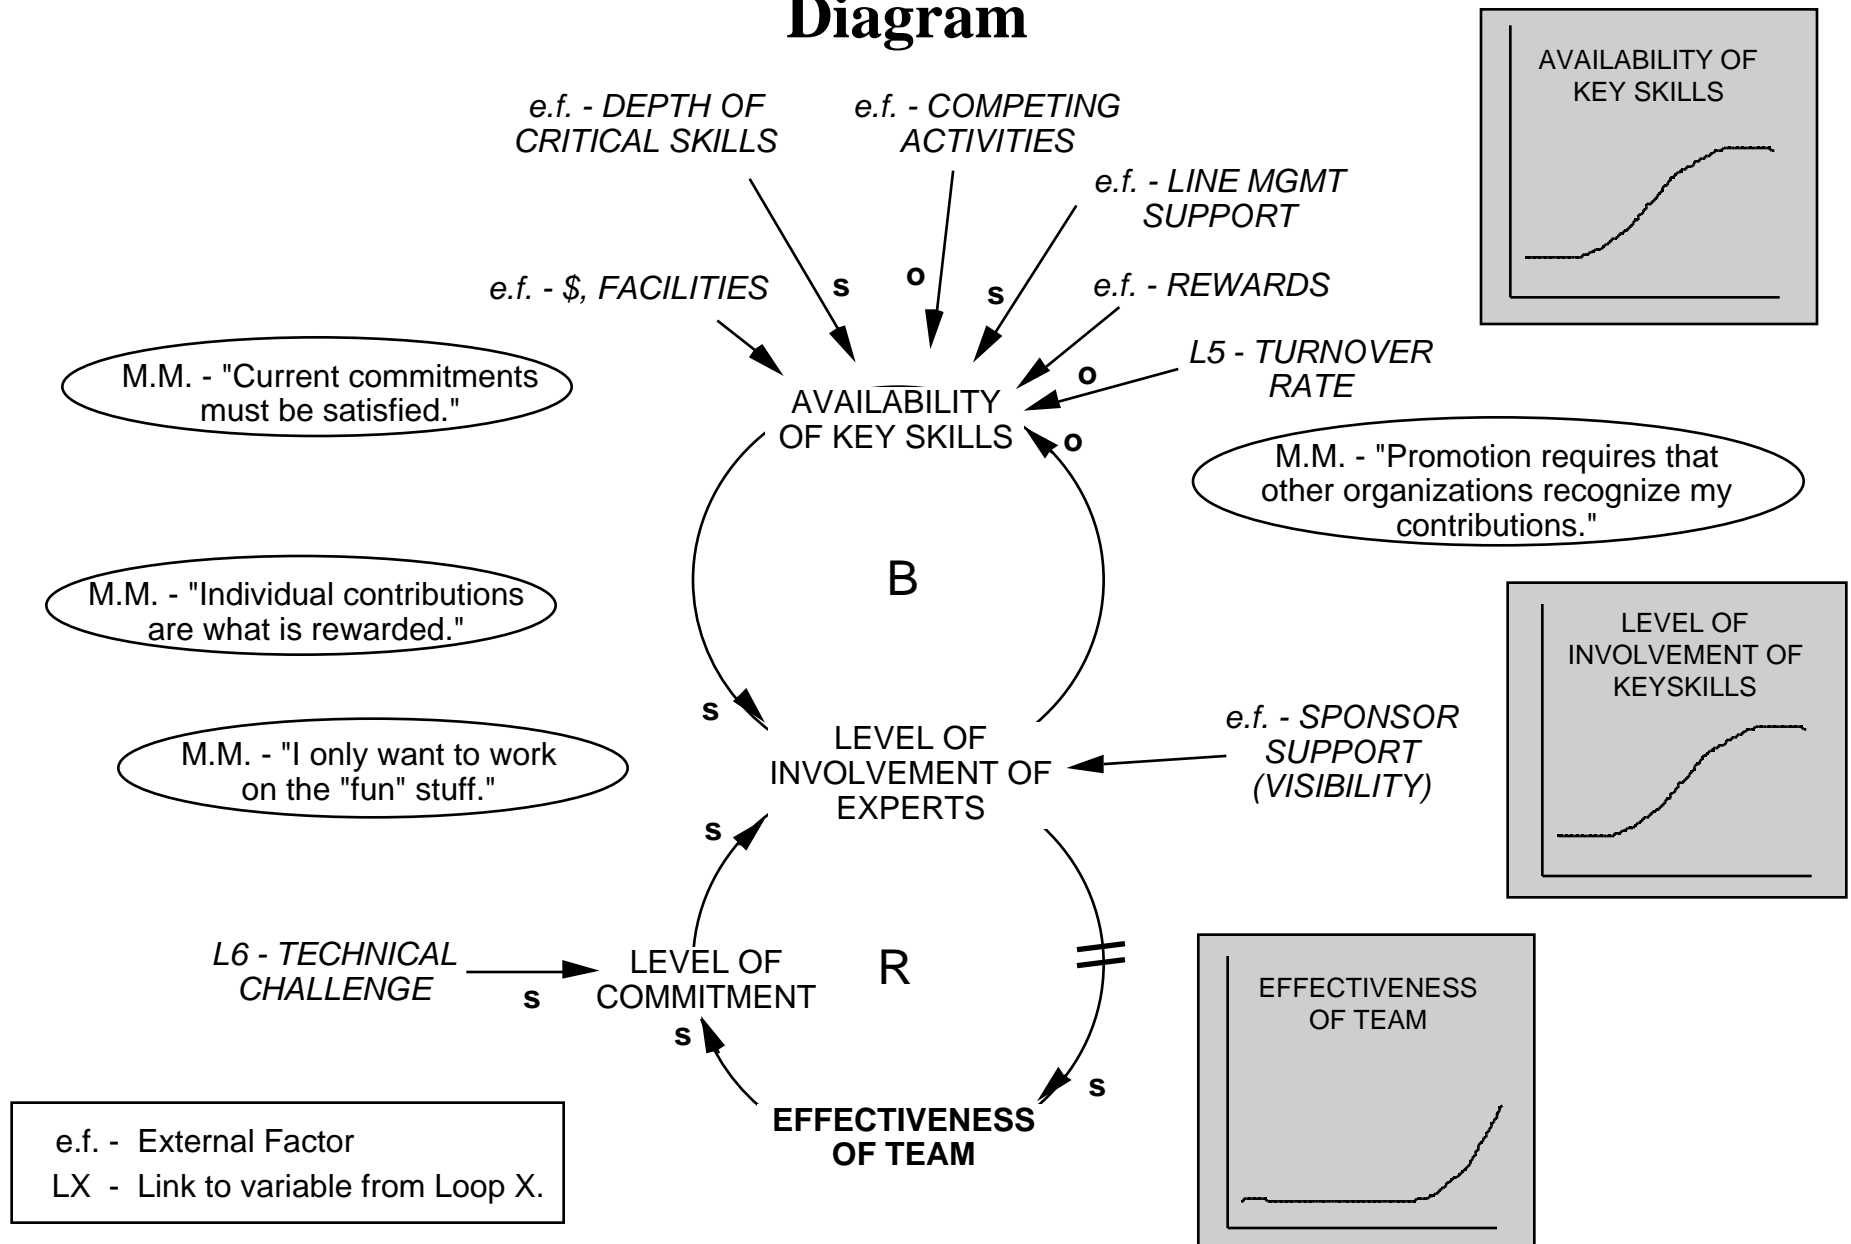 Diagram
AVAILABILITY OF
KEY SKILLS
e.f. - DEPTH OF
CRITICAL SKILLS
e.f. - COMPETING
ACTIVITIES
e.f. - LINE MGMT
SUPPORT
e.f. - $, FACILITIES
s
o
s
e.f. - REWARDS
L5 - TURNOVER
RATE
o
M.M. - "Current commitments
must be satisfied."
AVAILABILITY
OF KEY SKILLS
o
M.M. - "Promotion requires that
other organizations recognize my
contributions."
B
M.M. - "Individual contributions
are what is rewarded."
LEVEL OF
INVOLVEMENT OF
KEYSKILLS
s
M.M. - "I only want to work
on the "fun" stuff."
LEVEL OF
INVOLVEMENT OF
EXPERTS
e.f. - SPONSOR
SUPPORT
(VISIBILITY)
s
L6 - TECHNICAL
CHALLENGE
s
LEVEL OF
COMMITMENT
R
s
EFFECTIVENESS
OF TEAM
s
EFFECTIVENESS
OF TEAM
e.f. - External Factor
LX - Link to variable from Loop X.